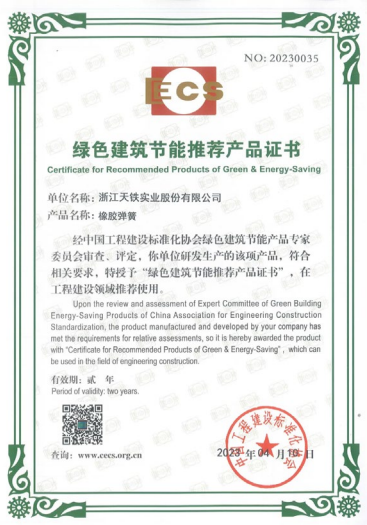 NO: 20230035
ECS
绿色建筑节能推荐产品证书
Certificate for Recommended Products of Green & Energy-Saving
单位名称: 浙江天铁实业股份有限公司
产品名称: 橡胶弹簧
经中国工程建设标准化协会绿色建筑节能产品专家
委员会审查、评定，你单位研发生产的该项产品，符合
相关要求，特授予“绿色建筑节能推荐产品证书”，在
工程建设领域推荐使用。
Upon the review and assessment of Expert Committee of Green Building
Energy-Saving Products of China Association for Engineering Construction
Standardization, the product manufactured and developed by your company has
met the requirements for relative assessments, so it is hereby awarded the product
with "Certificate for Recommended Products of Green & Energy-Saving", which can
be used in the field of engineering construction.
有效期: 贰 年
Period of validity: two years.
中国工程建设标准化协会
查询: www.cecs.org.cn
2023 年 04 月 10 日